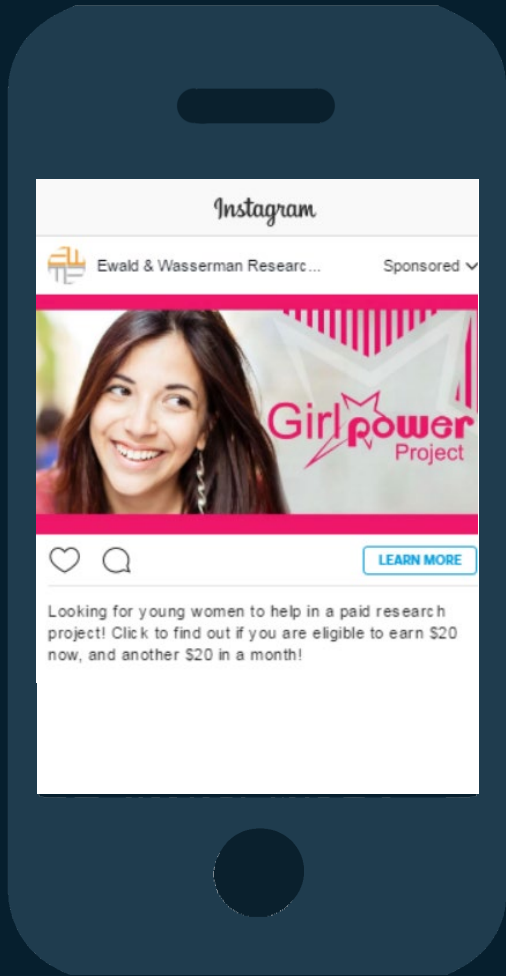 Instagram
Ewald & Wasserman Researc... Sponsored
Girl power
Project
LEARN MORE
Looking for young women to help in a paid research
project! Click to find out if you are eligible to earn $20
now, and another $20 in a month!